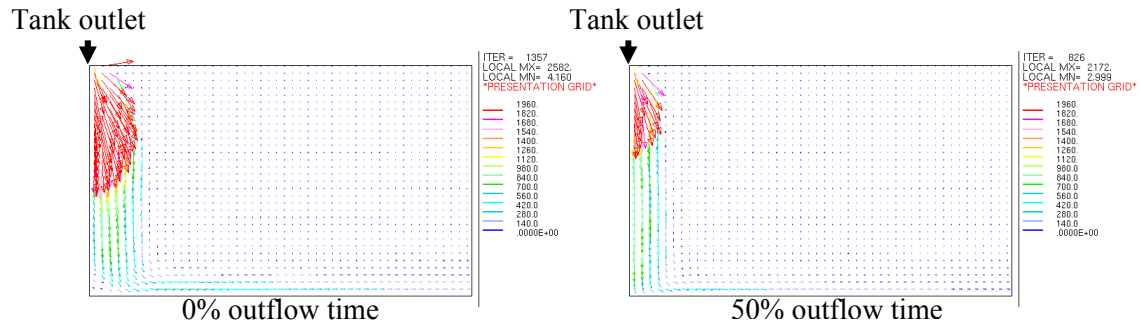 Tank outlet
ITER = 1357
LOCAL MX= 2582.
LOCAL MN= 4.160
*PRESENTATION GRID*
1960.
1820.
1680.
1540.
1400.
1260.
1120.
980.0
840.0
700.0
560.0
420.0
280.0
140.0
.0000E+00
0% outflow time
Tank outlet
ITER = 826
LOCAL MX= 2172.
LOCAL MN= 2.999
*PRESENTATION GRID*
1960.
1820.
1680.
1540.
1400.
1260.
1120.
980.0
840.0
700.0
560.0
420.0
280.0
140.0
.0000E+00
50% outflow time